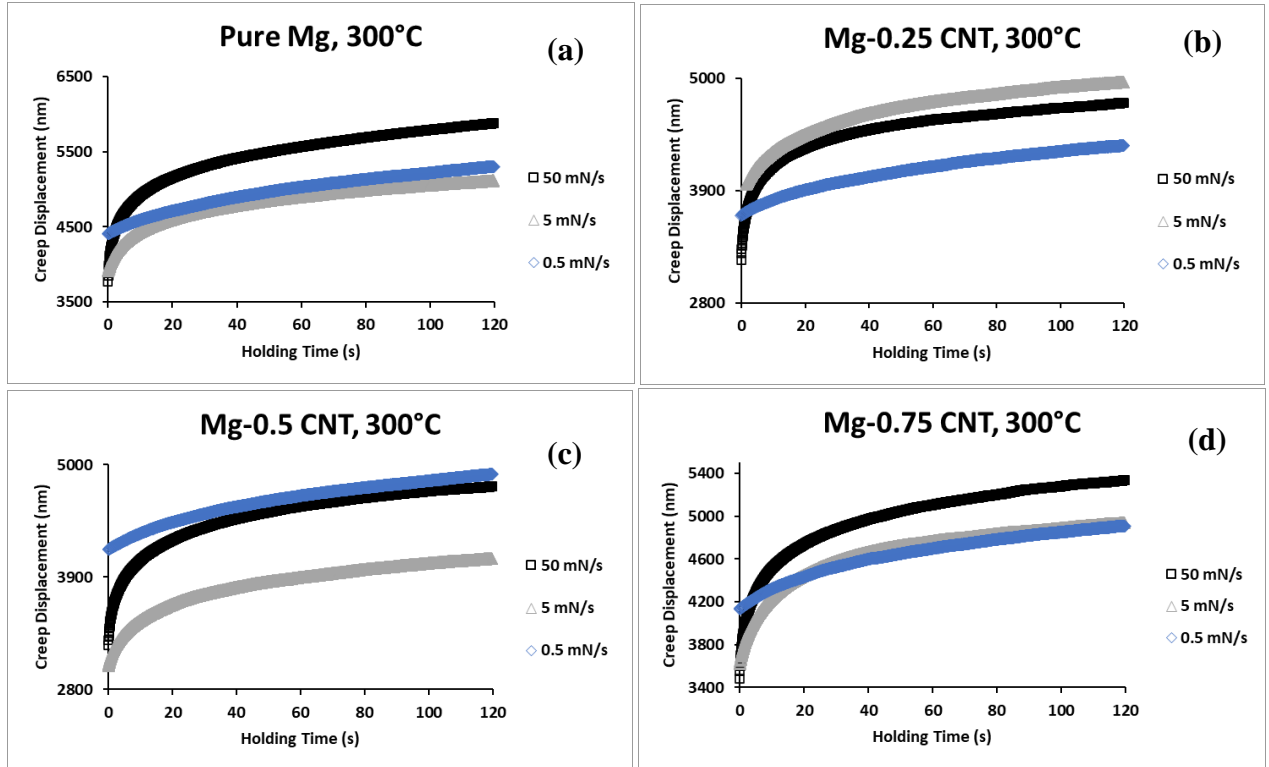 Pure Mg, 300°C
(a)
6500
5500
4500
3500
Creep Displacement (nm)
0 20 40 60 80 100 120
Holding Time (s)
50 mN/s
5 mN/s
0.5 mN/s
Mg-0.25 CNT, 300°C
(b)
5000
3900
2800
Creep Displacement (nm)
0 20 40 60 80 100 120
Holding Time (s)
50 mN/s
5 mN/s
0.5 mN/s
Mg-0.5 CNT, 300°C
(c)
5000
3900
2800
Creep Displacement (nm)
0 20 40 60 80 100 120
Holding Time (s)
50 mN/s
5 mN/s
0.5 mN/s
Mg-0.75 CNT, 300°C
(d)
5400
5000
4600
4200
3800
3400
Creep Displacement (nm)
0 20 40 60 80 100 120
Holding Time (s)
50 mN/s
5 mN/s
0.5 mN/s